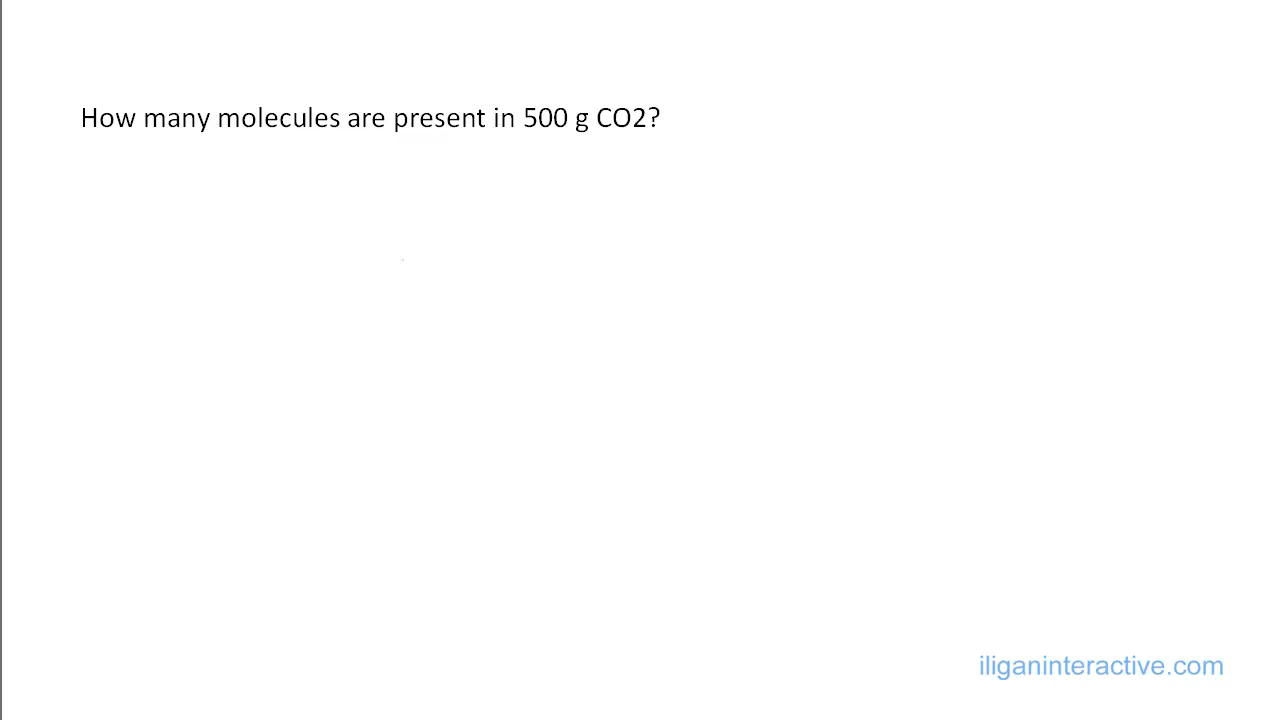 How many molecules are present in 500 g CO2?
iliganinteractive.com